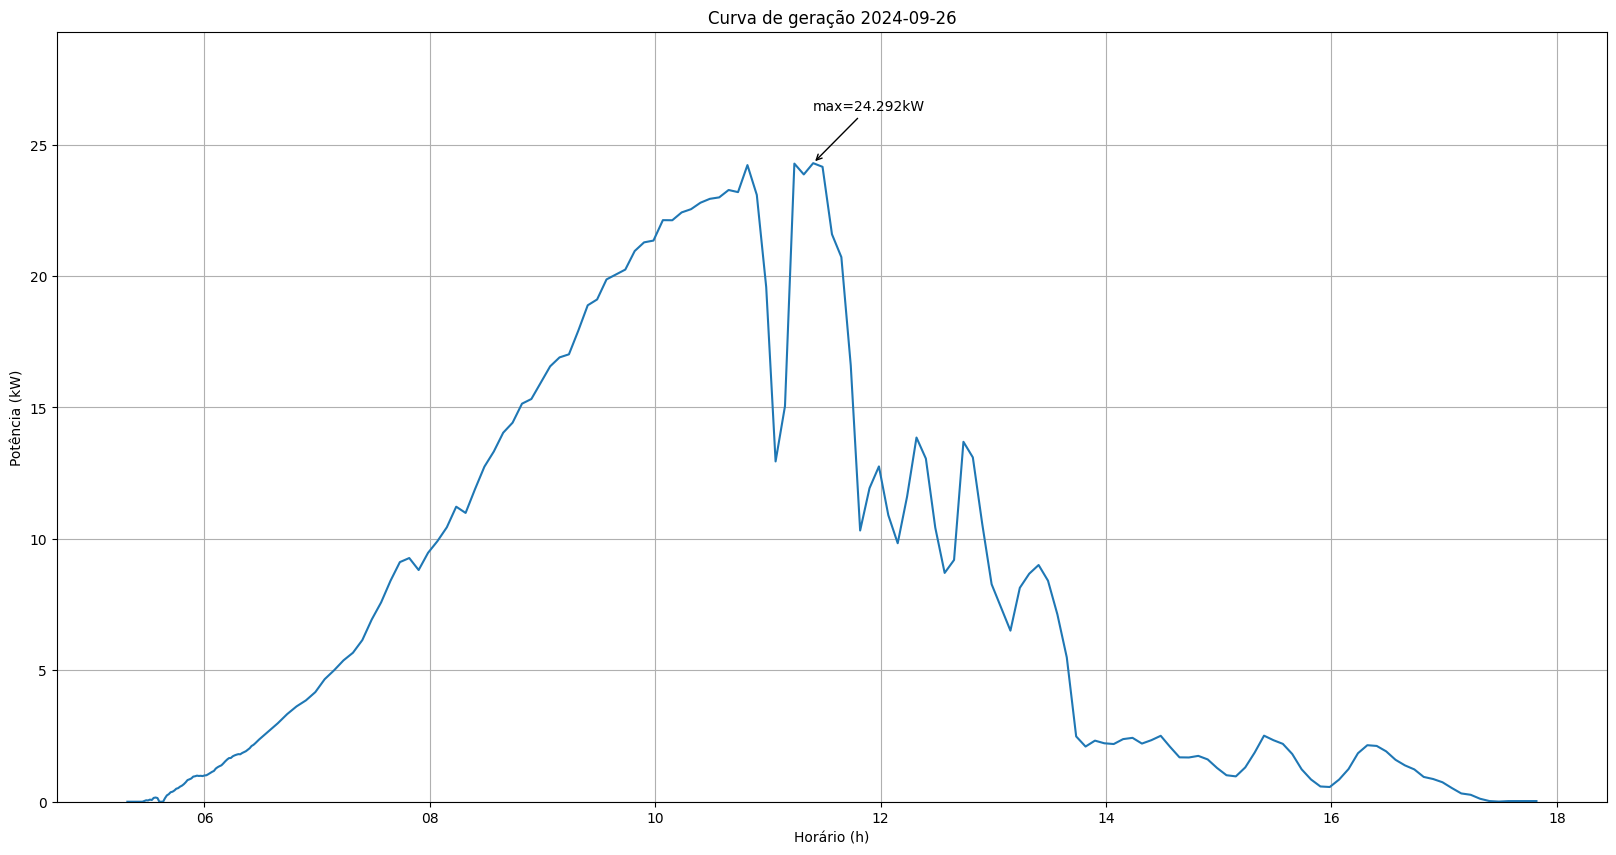 Curva de geração 2024-09-26
max=24.292kW
Potência (kW)
25
20
15
10
5
0
06 08 10 12 14 16 18
Horário (h)